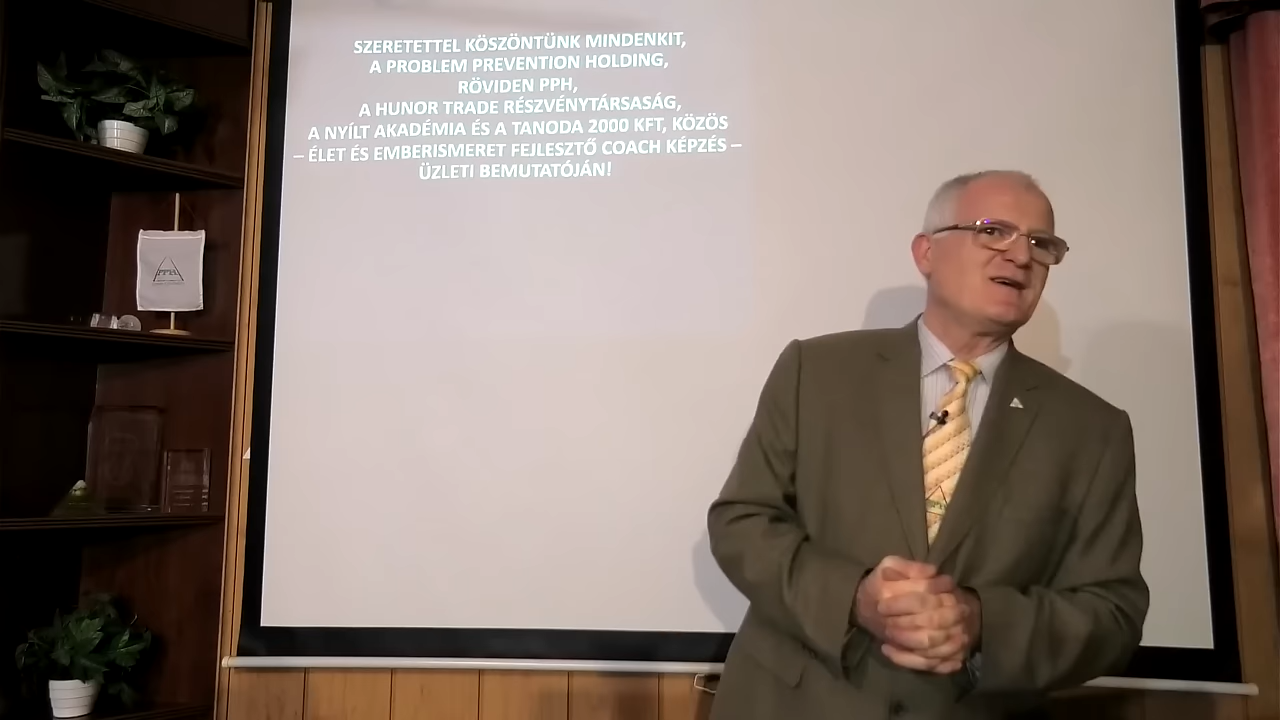 SZERETETTEL KÖSZÖNTÜNK MINDENKIT,
A PROBLEM PREVENTION HOLDING,
RÖVIDEN PPH,
A HUNOR TRADE RÉSZVÉNYTÁRSASÁG,
A NYÍLT AKADÉMIA ÉS A TANODA 2000 KFT, KÖZÖS
– ÉLET ÉS EMBERISMERET FEJLESZTŐ COACH KÉPZÉS –
ÜZLETI BEMUTATÓJÁN!
PPH